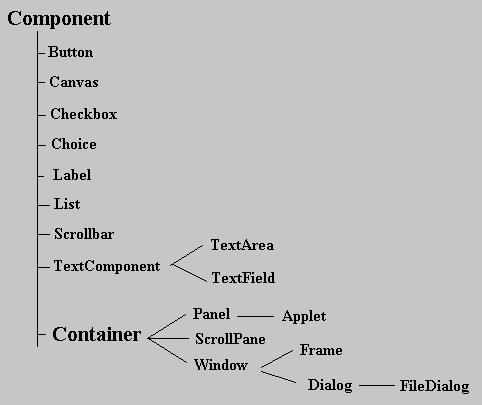 Component
Button
Canvas
Checkbox
Choice
Label
List
Scrollbar
TextComponent
TextArea
TextField
Container
Panel
Applet
ScrollPane
Window
Frame
Dialog
FileDialog